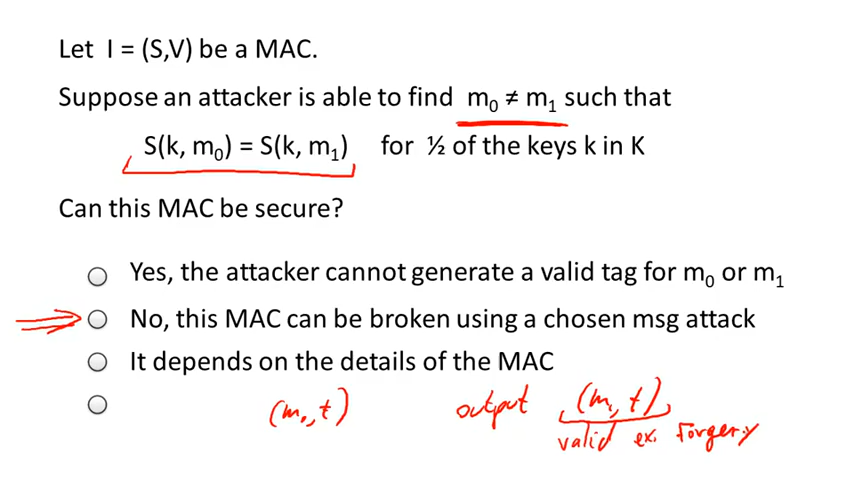 Let I = (S,V) be a MAC.
Suppose an attacker is able to find m₀ ≠ m₁ such that
S(k, m₀) = S(k, m₁) for ½ of the keys k in K
Can this MAC be secure?
Yes, the attacker cannot generate a valid tag for m₀ or m₁
No, this MAC can be broken using a chosen msg attack
It depends on the details of the MAC
(m₀, t) output (m₁, t)
valid ex. Forgery